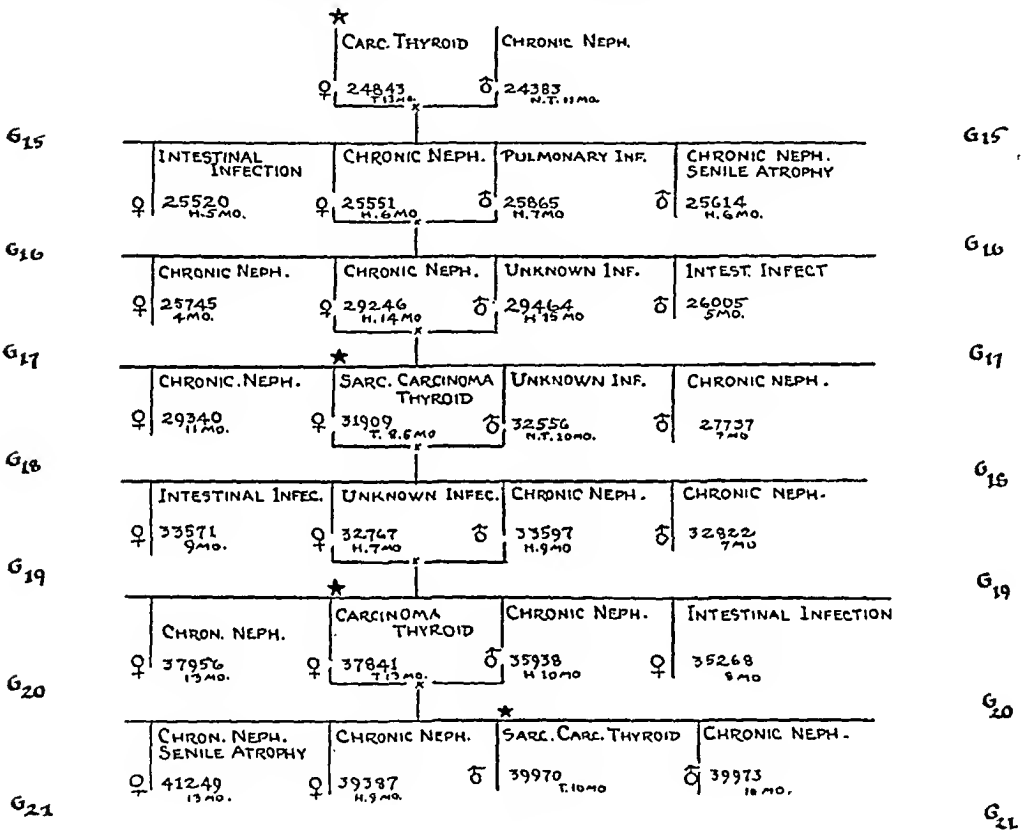 ★
CARC. THYROID CHRONIC NEPH.
♀ 24843 ♂ 24383
T 13 MO. N.T. 11 MO.
x
G15 G15
INTESTINAL INFECTION CHRONIC NEPH. PULMONARY INF. CHRONIC NEPH. SENILE ATROPHY
♀ 25520 ♀ 25551 ♂ 25865 ♂ 25614
H. 5 MO. H. 6 MO H. 7 MO H. 6 MO.
x
G16 G16
CHRONIC NEPH. CHRONIC NEPH. UNKNOWN INF. INTEST. INFECT
♀ 25745 ♀ 29246 ♂ 29464 ♂ 26005
4 MO. H. 14 MO H 15 MO 5 MO.
x
G17 G17
★
CHRONIC. NEPH. SARC. CARCINOMA THYROID UNKNOWN INF. CHRONIC NEPH.
♀ 29340 ♀ 31909 ♂ 32556 ♂ 27737
11 MO. T. 8.5 MO N.T. 10 MO. 7 MO
x
G18 G18
INTESTINAL INFEC. UNKNOWN INFEC. CHRONIC NEPH. CHRONIC NEPH.
♀ 33571 ♀ 32767 ♂ 33597 ♂ 32822
9 MO. H. 7 MO H. 9 MO 7 MO
x
G19 G19
★
CHRON. NEPH. CARCINOMA THYROID CHRONIC NEPH. INTESTINAL INFECTION
♀ 37956 ♀ 37841 ♂ 35938 ♀ 35268
13 MO. T 13 MO. H 10 MO 8 MO
x
G20 G20
★
CHRON. NEPH. SENILE ATROPHY CHRONIC NEPH. SARC. CARC. THYROID CHRONIC NEPH.
♀ 41249 ♀ 39387 ♂ 39970 ♂ 39973
13 MO. H. 9 MO. T. 10 MO 10 MO.
G21 G21